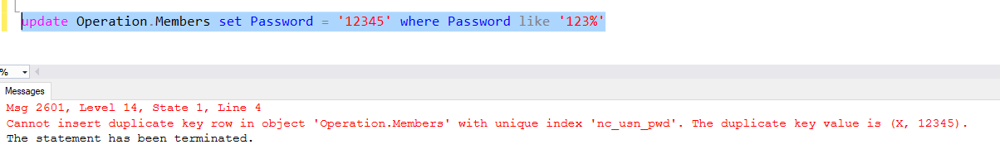 update Operation.Members set Password = '12345' where Password like '123%'
%
Messages
Msg 2601, Level 14, State 1, Line 4
Cannot insert duplicate key row in object 'Operation.Members' with unique index 'nc_usn_pwd'. The duplicate key value is (X, 12345).
The statement has been terminated.